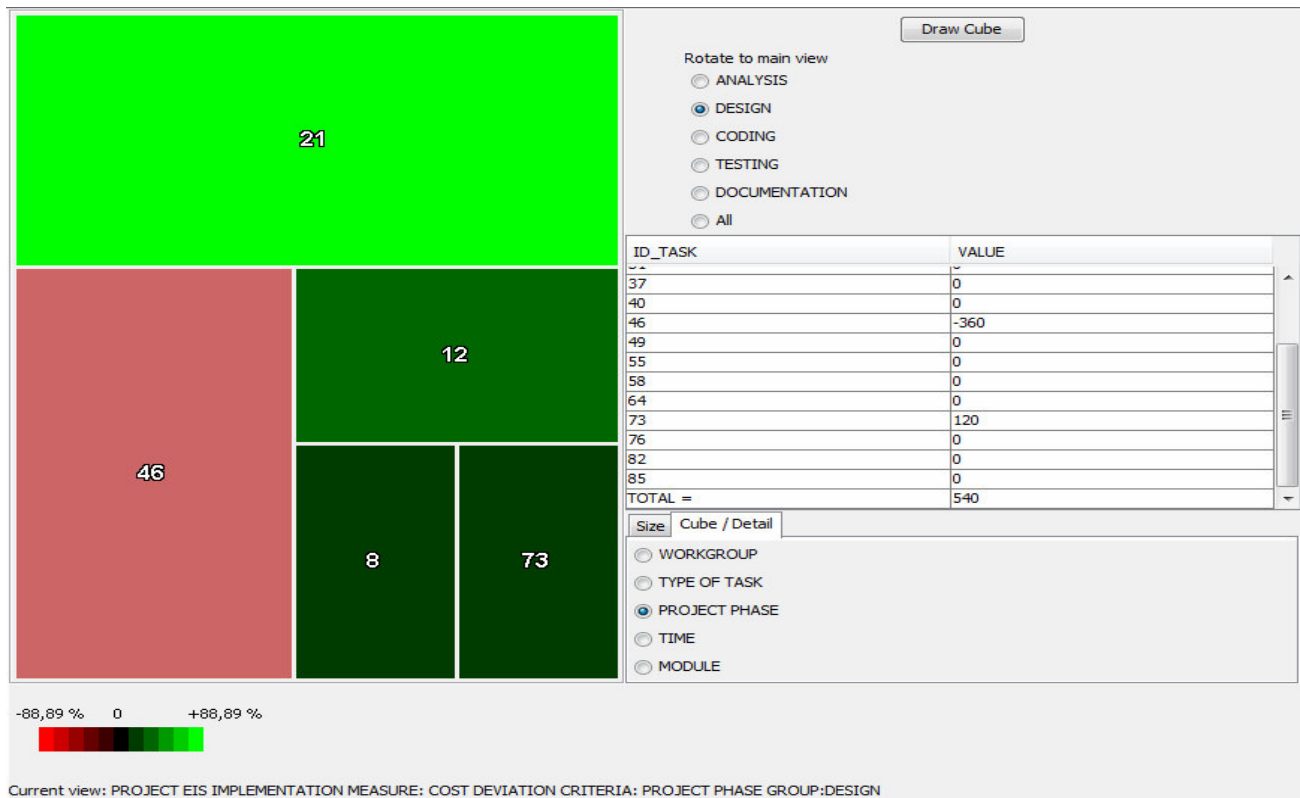 21
46
12
8
73
Draw Cube
Rotate to main view
ANALYSIS
DESIGN
CODING
TESTING
DOCUMENTATION
All
ID_TASK VALUE
37 0
40 0
46 -360
49 0
55 0
58 0
64 0
73 120
76 0
82 0
85 0
TOTAL = 540
Size Cube / Detail
WORKGROUP
TYPE OF TASK
PROJECT PHASE
TIME
MODULE
-88,89 % 0 +88,89 %
Current view: PROJECT EIS IMPLEMENTATION MEASURE: COST DEVIATION CRITERIA: PROJECT PHASE GROUP:DESIGN